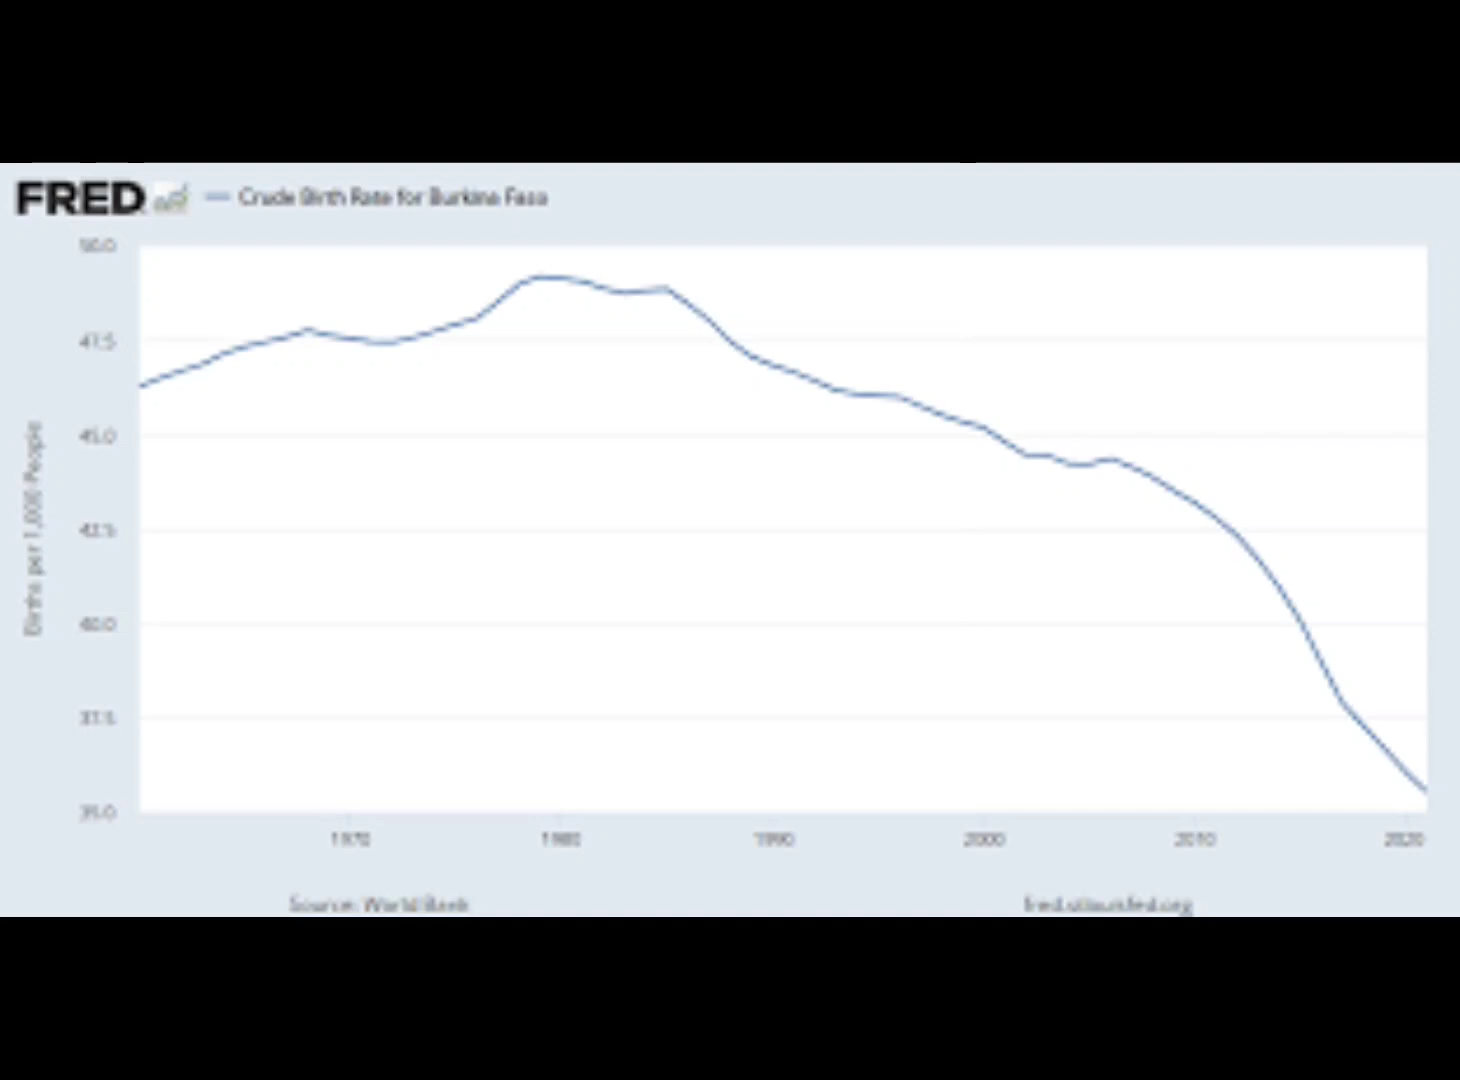 FRED Crude Birth Rate for Burkina Faso
50.0
47.5
45.0
42.5
40.0
37.5
35.0
Births per 1,000 People
1970 1980 1990 2000 2010 2020
Source: World Bank fred.stlouisfed.org